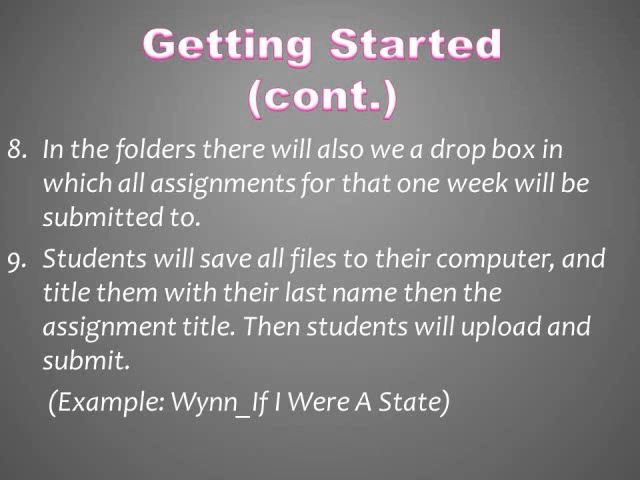 Getting Started
(cont.)
8. In the folders there will also we a drop box in
which all assignments for that one week will be
submitted to.
9. Students will save all files to their computer, and
title them with their last name then the
assignment title. Then students will upload and
submit.
(Example: Wynn_If I Were A State)